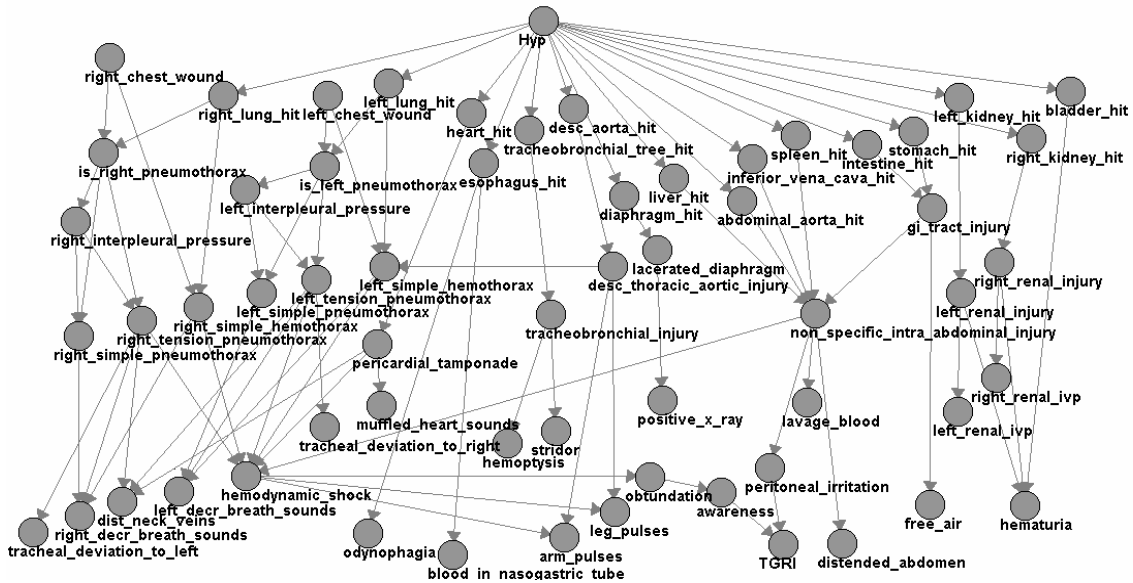 Hyp
right_chest_wound
right_lung_hit
left_lung_hit
left_chest_wound
heart_hit
desc_aorta_hit
tracheobronchial_tree_hit
left_kidney_hit
bladder_hit
spleen_hit
stomach_hit
intestine_hit
right_kidney_hit
is_right_pneumothorax
is_left_pneumothorax
esophagus_hit
inferior_vena_cava_hit
liver_hit
left_interpleural_pressure
diaphragm_hit
abdominal_aorta_hit
gi_tract_injury
right_interpleural_pressure
lacerated_diaphragm
left_simple_hemothorax
desc_thoracic_aortic_injury
right_renal_injury
left_tension_pneumothorax
left_simple_pneumothorax
left_renal_injury
right_simple_hemothorax
tracheobronchial_injury
non_specific_intra_abdominal_injury
right_tension_pneumothorax
right_simple_pneumothorax
pericardial_tamponade
right_renal_ivp
muffled_heart_sounds
positive_x_ray
lavage_blood
left_renal_ivp
tracheal_deviation_to_right
stridor
hemoptysis
hemodynamic_shock
obtundation
peritoneal_irritation
left_decr_breath_sounds
awareness
dist_neck_veins
leg_pulses
free_air
hematuria
right_decr_breath_sounds
tracheal_deviation_to_left
odynophagia
arm_pulses
TGRI
distended_abdomen
blood_in_nasogastric_tube